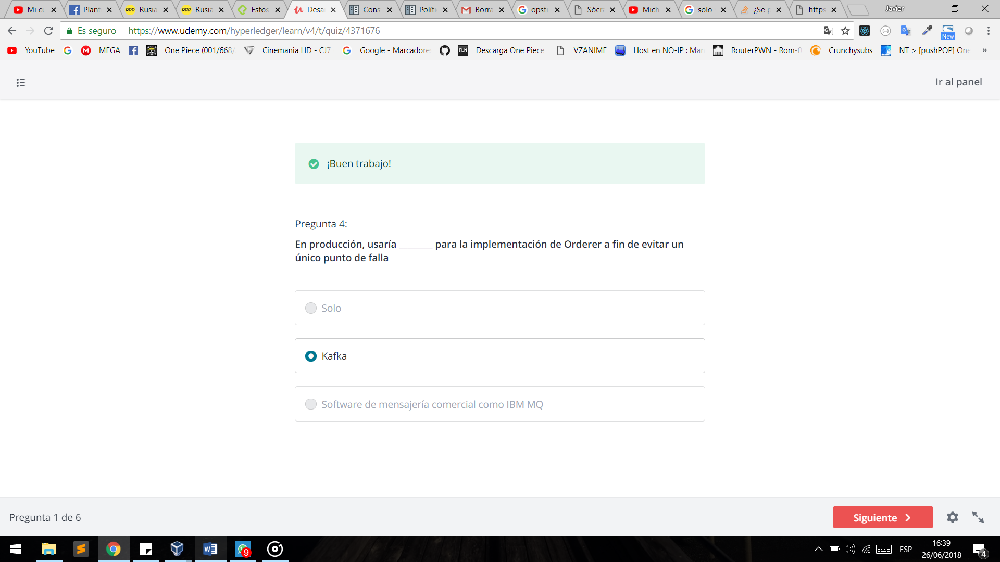 Mi cu Plant Rusia Rusia Estos Desa Cons Políti Borra opsti Sócra Mich solo ¿Se p https Javier
Es seguro https://www.udemy.com/hyperledger/learn/v4/t/quiz/4371676 New
YouTube MEGA One Piece (001/668/ Cinemania HD - CJ7 Google - Marcadore FLN Descarga One Piece VZANIME Host en NO-IP : Man RouterPWN - Rom-0 Crunchysubs NT > [pushPOP] One »
Ir al panel
¡Buen trabajo!
Pregunta 4:
En producción, usaría ________ para la implementación de Orderer a fin de evitar un
único punto de falla
Solo
Kafka
Software de mensajería comercial como IBM MQ
Pregunta 1 de 6
Siguiente
9
ESP
16:39
26/06/2018
4